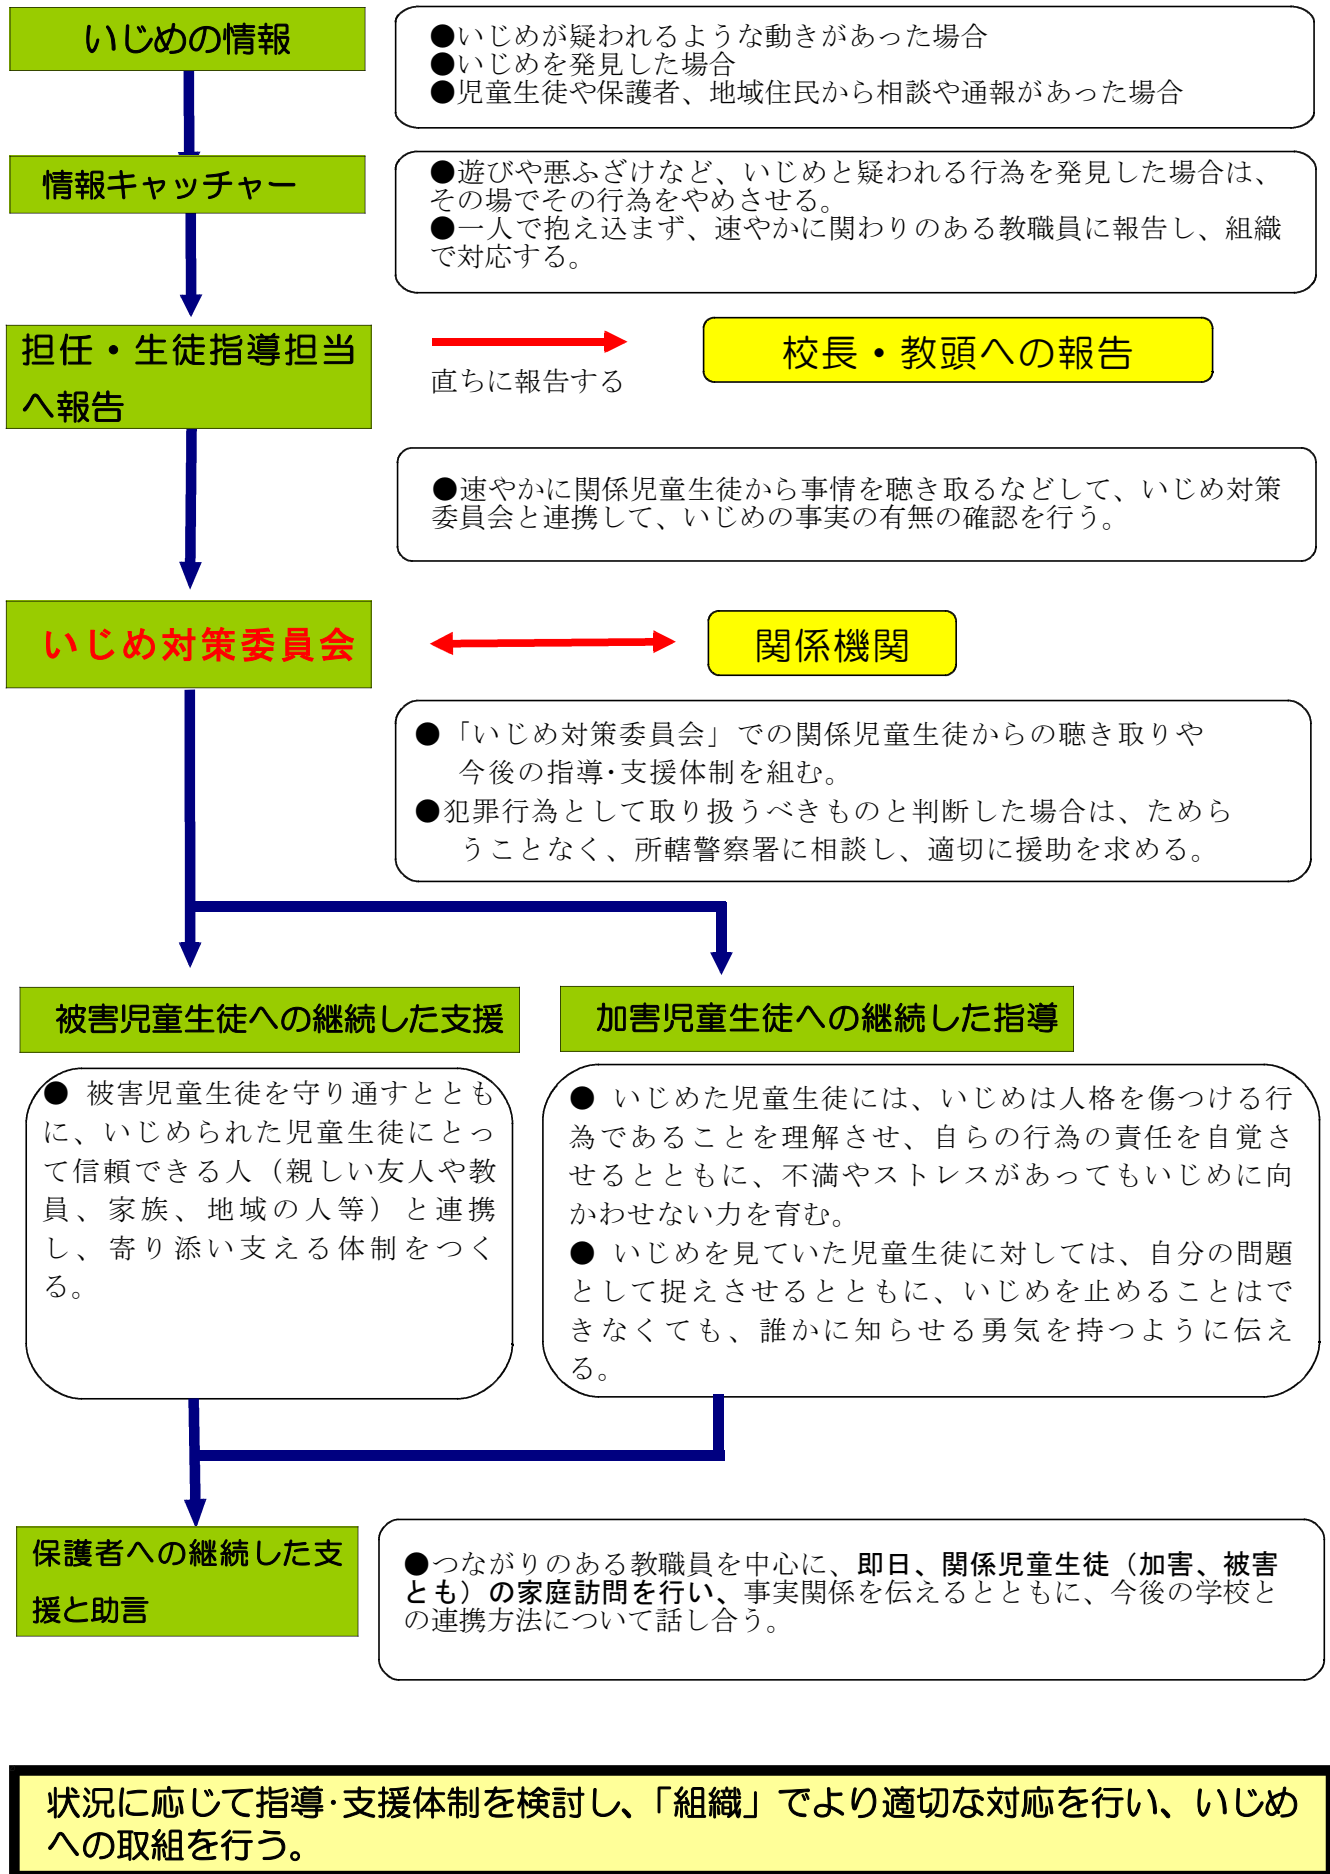 いじめの情報
●いじめが疑われるような動きがあった場合
●いじめを発見した場合
●児童生徒や保護者、地域住民から相談や通報があった場合
情報キャッチャー
●遊びや悪ふざけなど、いじめと疑われる行為を発見した場合は、
その場でその行為をやめさせる。
●一人で抱え込まず、速やかに関わりのある教職員に報告し、組織
で対応する。
担任・生徒指導担当
へ報告
直ちに報告する
校長・教頭への報告
●速やかに関係児童生徒から事情を聴き取るなどして、いじめ対策
委員会と連携して、いじめの事実の有無の確認を行う。
いじめ対策委員会
関係機関
●「いじめ対策委員会」での関係児童生徒からの聴き取りや
今後の指導・支援体制を組む。
●犯罪行為として取り扱うべきものと判断した場合は、ためら
うことなく、所轄警察署に相談し、適切に援助を求める。
被害児童生徒への継続した支援
● 被害児童生徒を守り通すととも
に、いじめられた児童生徒にとっ
て信頼できる人（親しい友人や教
員、家族、地域の人等）と連携
し、寄り添い支える体制をつく
る。
加害児童生徒への継続した指導
● いじめた児童生徒には、いじめは人格を傷つける行
為であることを理解させ、自らの行為の責任を自覚さ
せるとともに、不満やストレスがあってもいじめに向
かわせない力を育む。
● いじめを見ていた児童生徒に対しては、自分の問題
として捉えさせるとともに、いじめを止めることはで
きなくても、誰かに知らせる勇気を持つように伝え
る。
保護者への継続した支
援と助言
●つながりのある教職員を中心に、即日、関係児童生徒（加害、被害
とも）の家庭訪問を行い、事実関係を伝えるとともに、今後の学校と
の連携方法について話し合う。
状況に応じて指導・支援体制を検討し、「組織」でより適切な対応を行い、いじめ
への取組を行う。